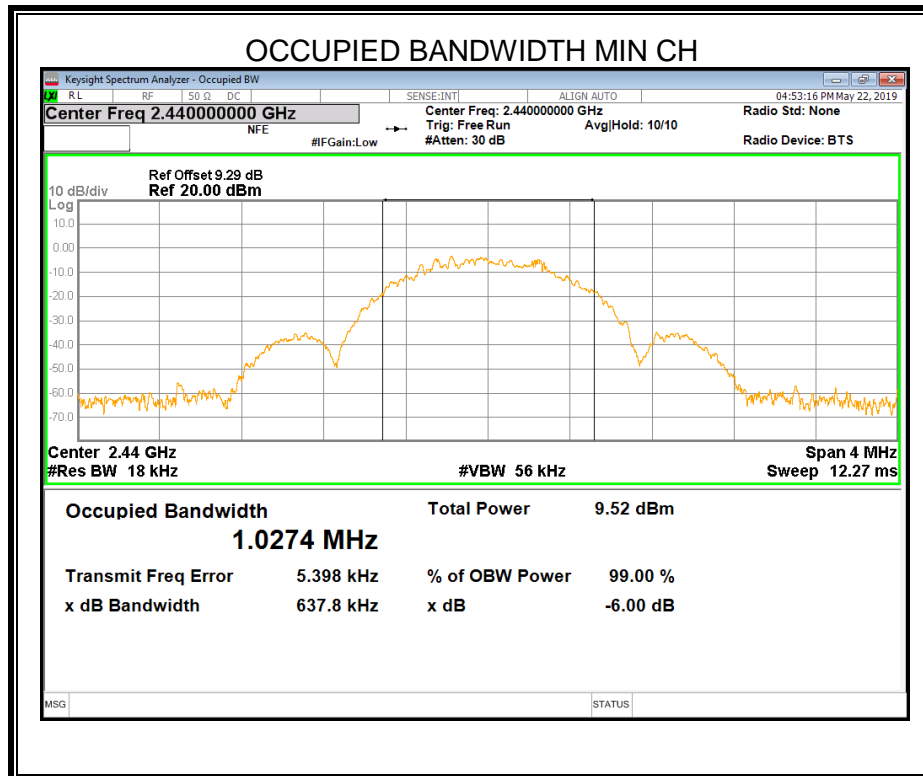 OCCUPIED BANDWIDTH MIN CH
Keysight Spectrum Analyzer - Occupied BW
LXI RL RF 50 Ω DC SENSE:INT ALIGN AUTO 04:53:16 PM May 22, 2019
Center Freq 2.440000000 GHz Center Freq: 2.440000000 GHz Radio Std: None
NFE Trig: Free Run Avg|Hold: 10/10
#IFGain:Low #Atten: 30 dB Radio Device: BTS
Ref Offset 9.29 dB
10 dB/div Ref 20.00 dBm
Log
10.0
0.00
-10.0
-20.0
-30.0
-40.0
-50.0
-60.0
-70.0
Center 2.44 GHz Span 4 MHz
#Res BW 18 kHz #VBW 56 kHz Sweep 12.27 ms
Occupied Bandwidth Total Power 9.52 dBm
1.0274 MHz
Transmit Freq Error 5.398 kHz % of OBW Power 99.00 %
x dB Bandwidth 637.8 kHz x dB -6.00 dB
MSG STATUS